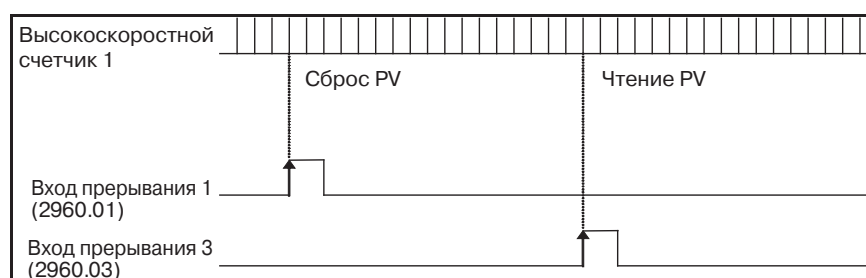 Высокоскоростной
счетчик 1
Сброс PV
Чтение PV
Вход прерывания 1
(2960.01)
Вход прерывания 3
(2960.03)